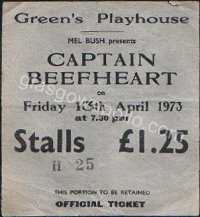 Green's Playhouse
MEL BUSH presents
CAPTAIN
BEEFHEART
on
Friday 13th April 1973
at 7.30 pm
Stalls £1.25
H 25
THIS PORTION TO BE RETAINED
OFFICIAL TICKET